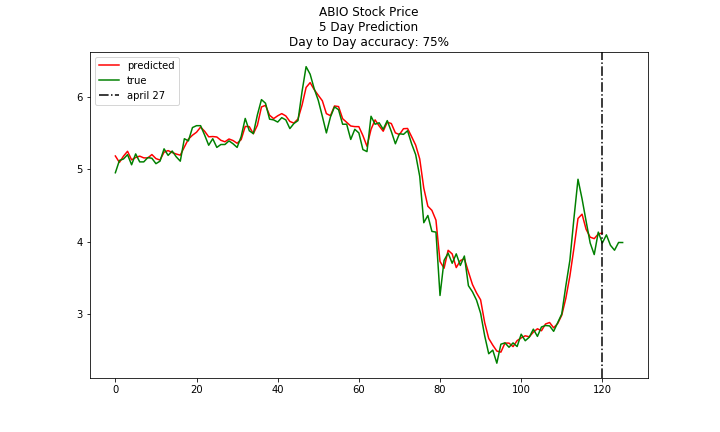 ABIO Stock Price
5 Day Prediction
Day to Day accuracy: 75%
predicted
true
april 27
6
5
4
3
0
20
40
60
80
100
120